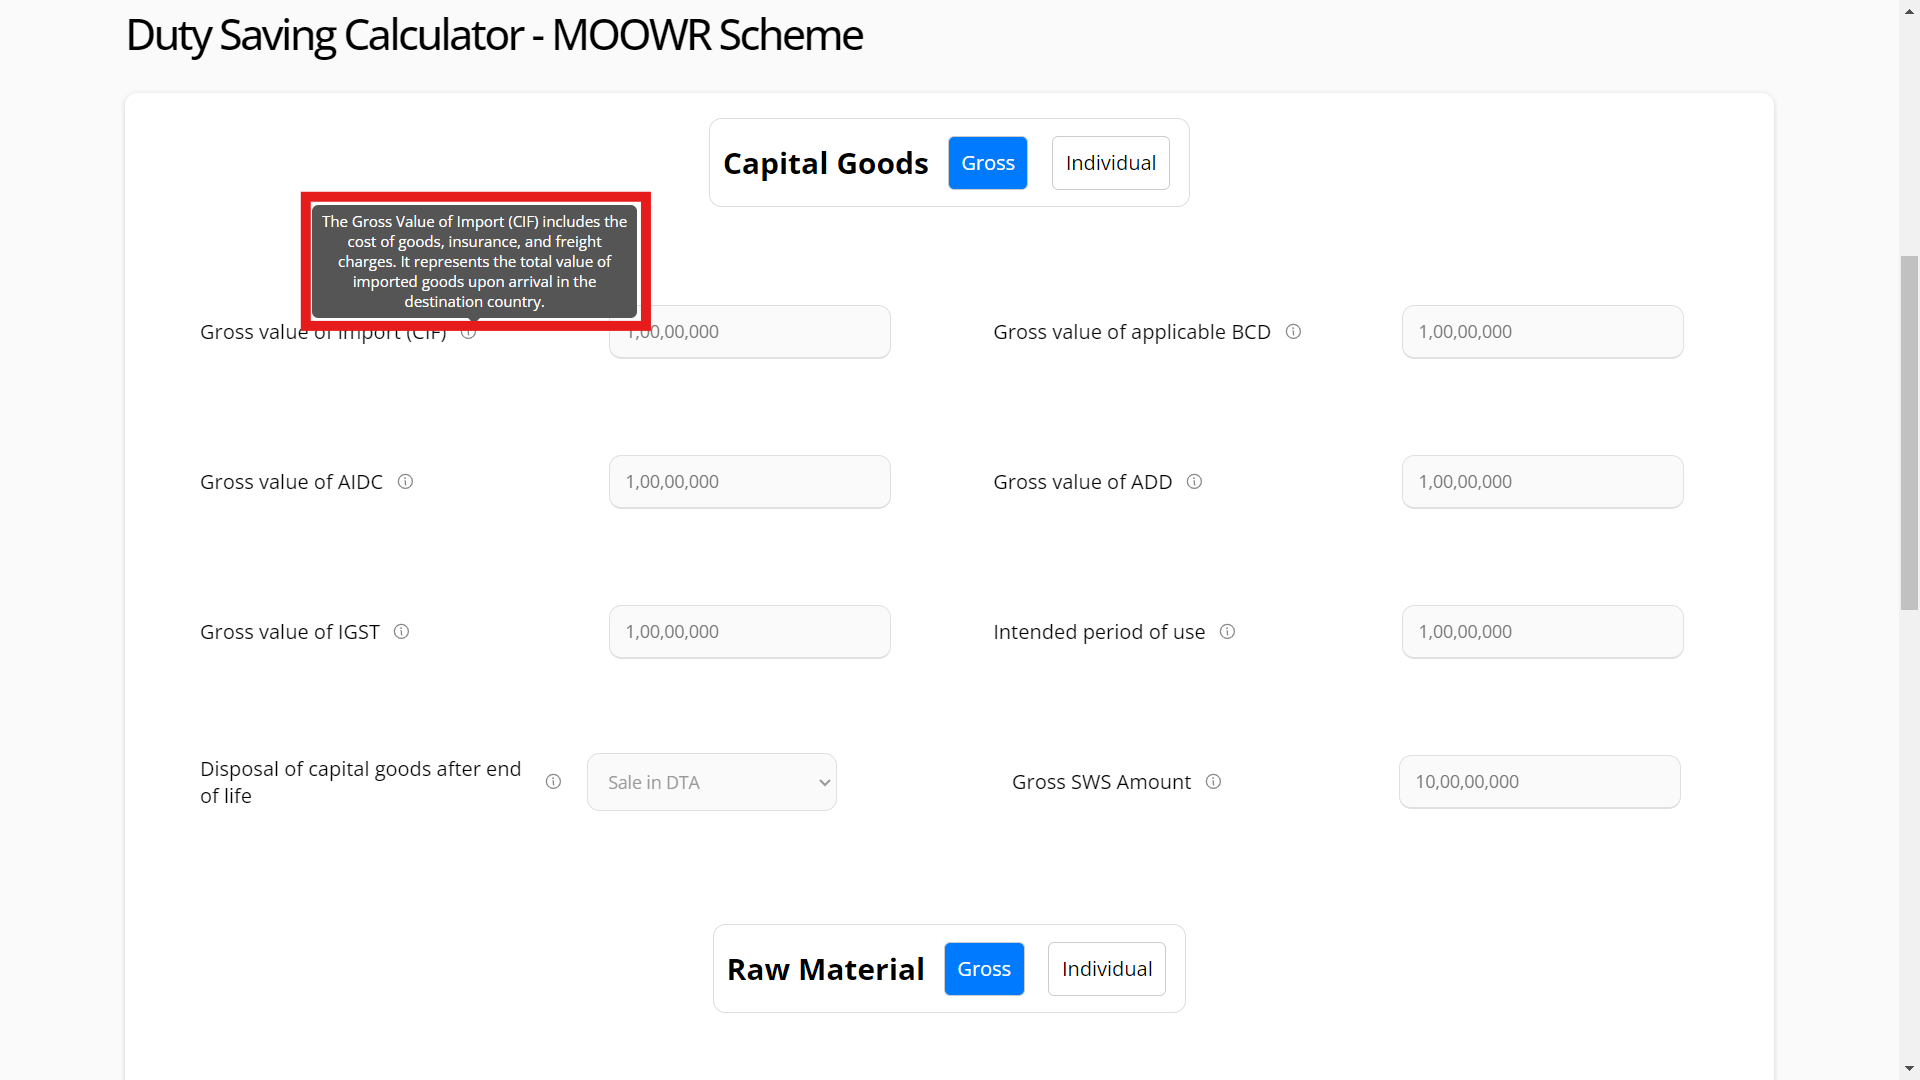 Duty Saving Calculator - MOOWR Scheme
Capital Goods Gross Individual
The Gross Value of Import (CIF) includes the
cost of goods, insurance, and freight
charges. It represents the total value of
imported goods upon arrival in the
destination country.
Gross value of import (CIF) 1,00,00,000
Gross value of applicable BCD 1,00,00,000
Gross value of AIDC 1,00,00,000
Gross value of ADD 1,00,00,000
Gross value of IGST 1,00,00,000
Intended period of use 1,00,00,000
Disposal of capital goods after end
of life
Sale in DTA
Gross SWS Amount 10,00,00,000
Raw Material Gross Individual